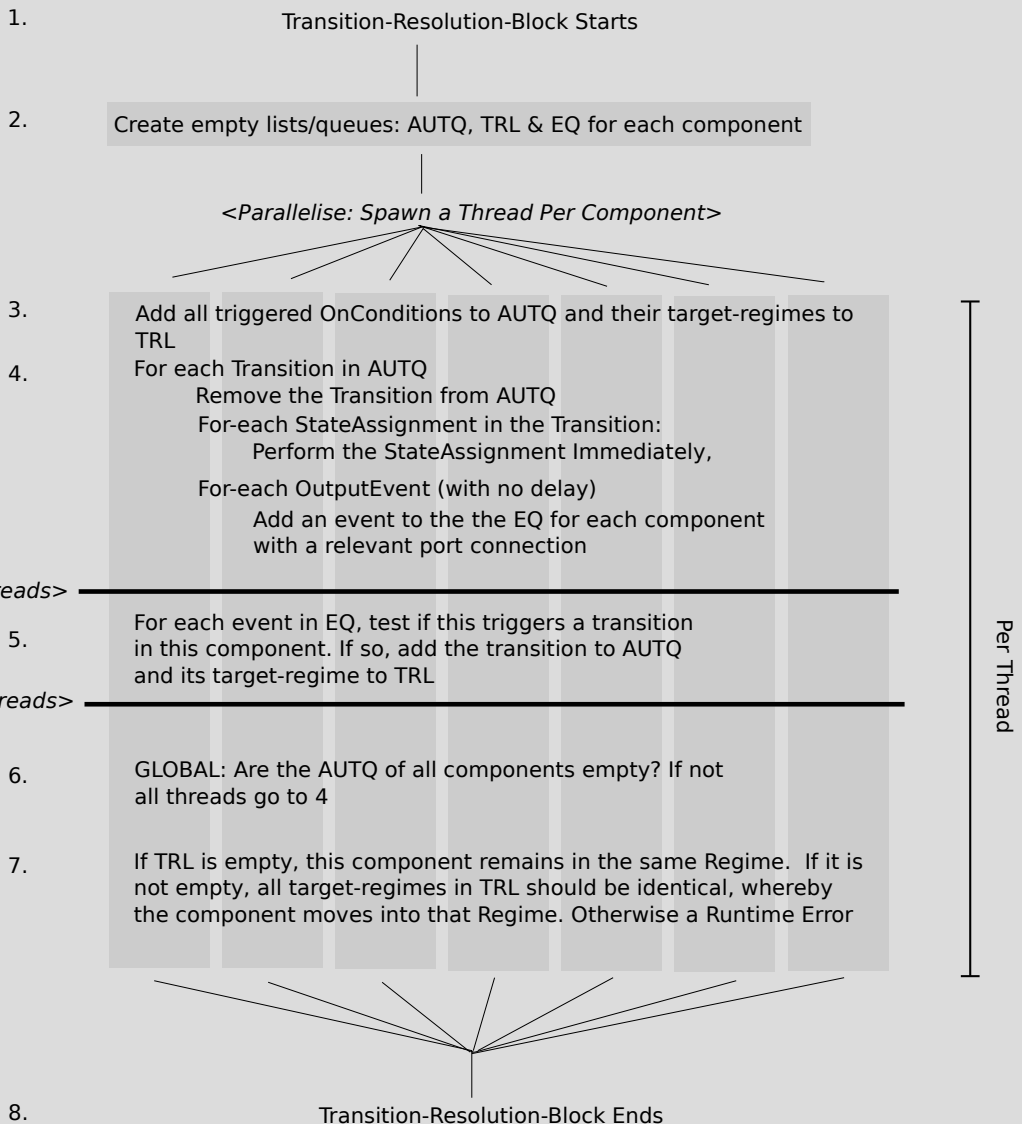 1.
Transition-Resolution-Block Starts
2.
Create empty lists/queues: AUTQ, TRL & EQ for each component
<Parallelise: Spawn a Thread Per Component>
3.
Add all triggered OnConditions to AUTQ and their target-regimes to
TRL
4.
For each Transition in AUTQ
Remove the Transition from AUTQ
For-each StateAssignment in the Transition:
Perform the StateAssignment Immediately,
For-each OutputEvent (with no delay)
Add an event to the the EQ for each component
with a relevant port connection
5.
For each event in EQ, test if this triggers a transition
in this component. If so, add the transition to AUTQ
and its target-regime to TRL
Per Thread
6.
GLOBAL: Are the AUTQ of all components empty? If not
all threads go to 4
7.
If TRL is empty, this component remains in the same Regime.  If it is
not empty, all target-regimes in TRL should be identical, whereby
the component moves into that Regime. Otherwise a Runtime Error
8.
Transition-Resolution-Block Ends